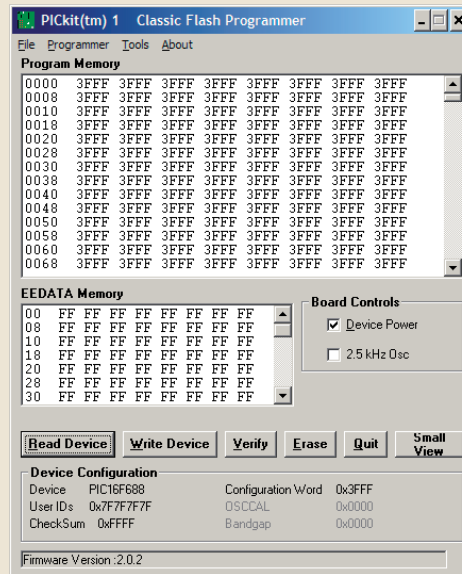 PICkit(tm) 1 Classic Flash Programmer
File Programmer Tools About
Program Memory
0000 3FFF 3FFF 3FFF 3FFF 3FFF 3FFF 3FFF 3FFF
0008 3FFF 3FFF 3FFF 3FFF 3FFF 3FFF 3FFF 3FFF
0010 3FFF 3FFF 3FFF 3FFF 3FFF 3FFF 3FFF 3FFF
0018 3FFF 3FFF 3FFF 3FFF 3FFF 3FFF 3FFF 3FFF
0020 3FFF 3FFF 3FFF 3FFF 3FFF 3FFF 3FFF 3FFF
0028 3FFF 3FFF 3FFF 3FFF 3FFF 3FFF 3FFF 3FFF
0030 3FFF 3FFF 3FFF 3FFF 3FFF 3FFF 3FFF 3FFF
0038 3FFF 3FFF 3FFF 3FFF 3FFF 3FFF 3FFF 3FFF
0040 3FFF 3FFF 3FFF 3FFF 3FFF 3FFF 3FFF 3FFF
0048 3FFF 3FFF 3FFF 3FFF 3FFF 3FFF 3FFF 3FFF
0050 3FFF 3FFF 3FFF 3FFF 3FFF 3FFF 3FFF 3FFF
0058 3FFF 3FFF 3FFF 3FFF 3FFF 3FFF 3FFF 3FFF
0060 3FFF 3FFF 3FFF 3FFF 3FFF 3FFF 3FFF 3FFF
0068 3FFF 3FFF 3FFF 3FFF 3FFF 3FFF 3FFF 3FFF
EEDATA Memory
00 FF FF FF FF FF FF FF FF
08 FF FF FF FF FF FF FF FF
10 FF FF FF FF FF FF FF FF
18 FF FF FF FF FF FF FF FF
20 FF FF FF FF FF FF FF FF
28 FF FF FF FF FF FF FF FF
30 FF FF FF FF FF FF FF FF
Board Controls
Device Power
2.5 kHz Osc
Read Device Write Device Verify Erase Quit Small View
Device Configuration
Device PIC16F688 Configuration Word 0x3FFF
User IDs 0x7F7F7F7F OSCCAL 0x0000
CheckSum 0xFFFF Bandgap 0x0000
Firmware Version :2.0.2